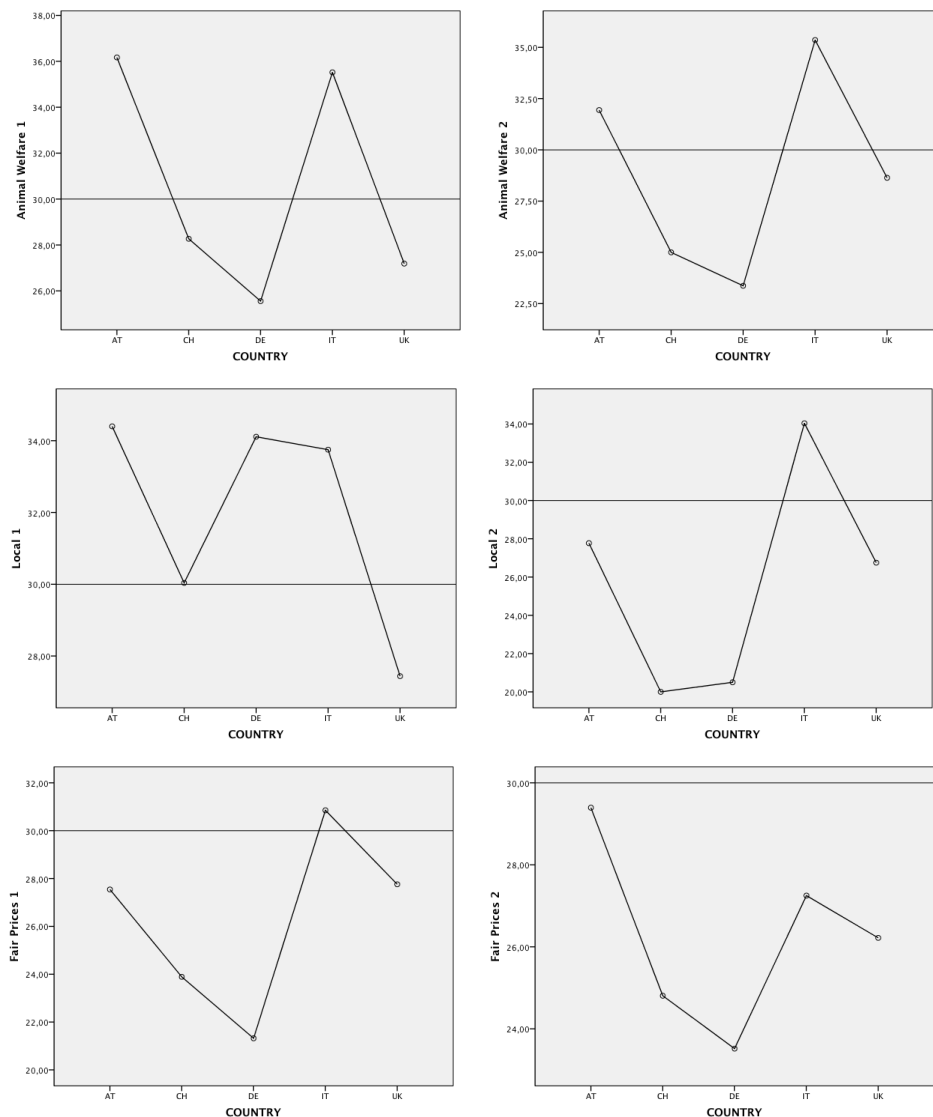 Animal Welfare 1
38,00
36,00
34,00
32,00
30,00
28,00
26,00
AT CH DE IT UK
COUNTRY
Animal Welfare 2
35,00
32,50
30,00
27,50
25,00
22,50
AT CH DE IT UK
COUNTRY
Local 1
34,00
32,00
30,00
28,00
AT CH DE IT UK
COUNTRY
Local 2
34,00
32,00
30,00
28,00
26,00
24,00
22,00
20,00
AT CH DE IT UK
COUNTRY
Fair Prices 1
32,00
30,00
28,00
26,00
24,00
22,00
20,00
AT CH DE IT UK
COUNTRY
Fair Prices 2
30,00
28,00
26,00
24,00
AT CH DE IT UK
COUNTRY